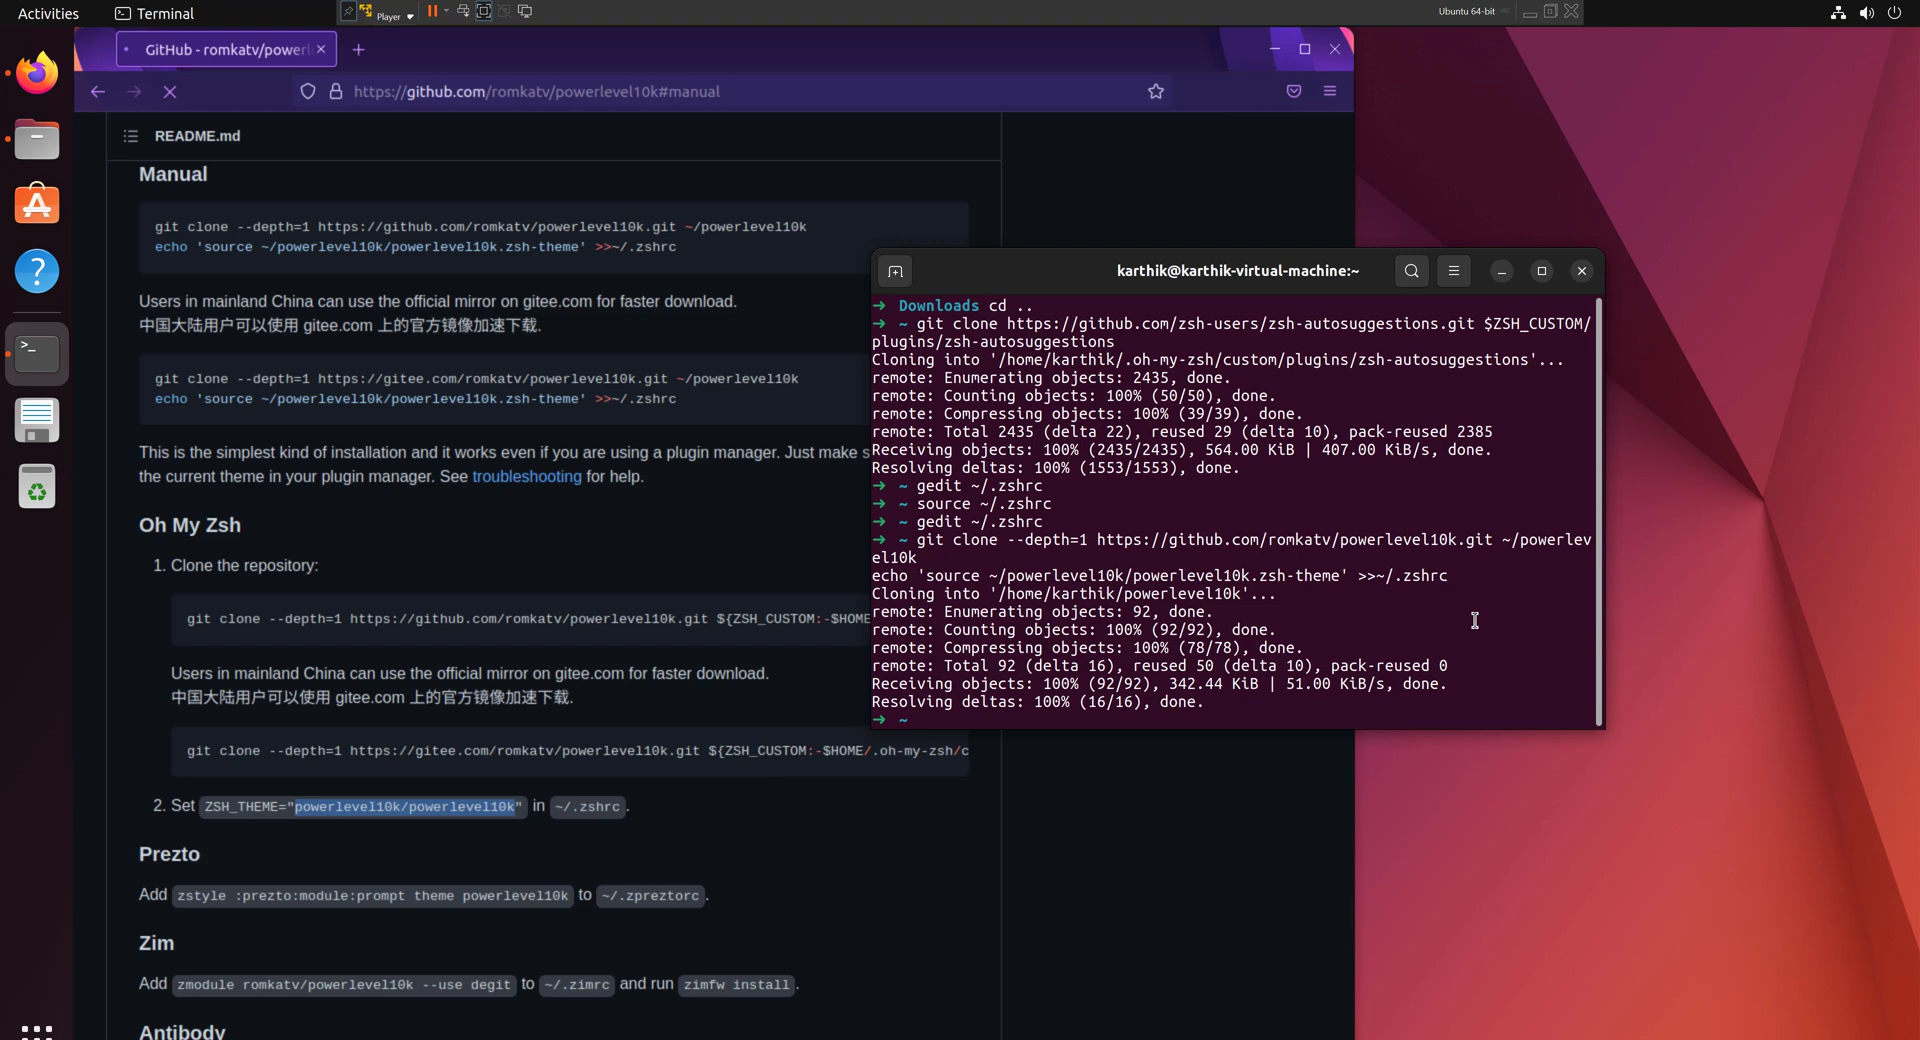 Activities
Terminal
Player
Ubuntu 64-bit
GitHub - romkatv/powerl
https://github.com/romkatv/powerlevel10k#manual
README.md
Manual
git clone --depth=1 https://github.com/romkatv/powerlevel10k.git ~/powerlevel10k
echo 'source ~/powerlevel10k/powerlevel10k.zsh-theme' >>~/.zshrc
Users in mainland China can use the official mirror on gitee.com for faster download.
中国大陆用户可以使用 gitee.com 上的官方镜像加速下载.
git clone --depth=1 https://gitee.com/romkatv/powerlevel10k.git ~/powerlevel10k
echo 'source ~/powerlevel10k/powerlevel10k.zsh-theme' >>~/.zshrc
This is the simplest kind of installation and it works even if you are using a plugin manager. Just make s
the current theme in your plugin manager. See troubleshooting for help.
Oh My Zsh
1. Clone the repository:
git clone --depth=1 https://github.com/romkatv/powerlevel10k.git ${ZSH_CUSTOM:-$HOME
Users in mainland China can use the official mirror on gitee.com for faster download.
中国大陆用户可以使用 gitee.com 上的官方镜像加速下载.
git clone --depth=1 https://gitee.com/romkatv/powerlevel10k.git ${ZSH_CUSTOM:-$HOME/.oh-my-zsh/c
2. Set ZSH_THEME="powerlevel10k/powerlevel10k" in ~/.zshrc.
Prezto
Add zstyle :prezto:module:prompt theme powerlevel10k to ~/.zpreztorc.
Zim
Add zmodule romkatv/powerlevel10k --use degit to ~/.zimrc and run zimfw install.
Antibody
karthik@karthik-virtual-machine:~
➜ Downloads cd ..
➜ ~ git clone https://github.com/zsh-users/zsh-autosuggestions.git $ZSH_CUSTOM/
plugins/zsh-autosuggestions
Cloning into '/home/karthik/.oh-my-zsh/custom/plugins/zsh-autosuggestions'...
remote: Enumerating objects: 2435, done.
remote: Counting objects: 100% (50/50), done.
remote: Compressing objects: 100% (39/39), done.
remote: Total 2435 (delta 22), reused 29 (delta 10), pack-reused 2385
Receiving objects: 100% (2435/2435), 564.00 KiB | 407.00 KiB/s, done.
Resolving deltas: 100% (1553/1553), done.
➜ ~ gedit ~/.zshrc
➜ ~ source ~/.zshrc
➜ ~ gedit ~/.zshrc
➜ ~ git clone --depth=1 https://github.com/romkatv/powerlevel10k.git ~/powerlev
el10k
echo 'source ~/powerlevel10k/powerlevel10k.zsh-theme' >>~/.zshrc
Cloning into '/home/karthik/powerlevel10k'...
remote: Enumerating objects: 92, done.
remote: Counting objects: 100% (92/92), done.
remote: Compressing objects: 100% (78/78), done.
remote: Total 92 (delta 16), reused 50 (delta 10), pack-reused 0
Receiving objects: 100% (92/92), 342.44 KiB | 51.00 KiB/s, done.
Resolving deltas: 100% (16/16), done.
➜ ~